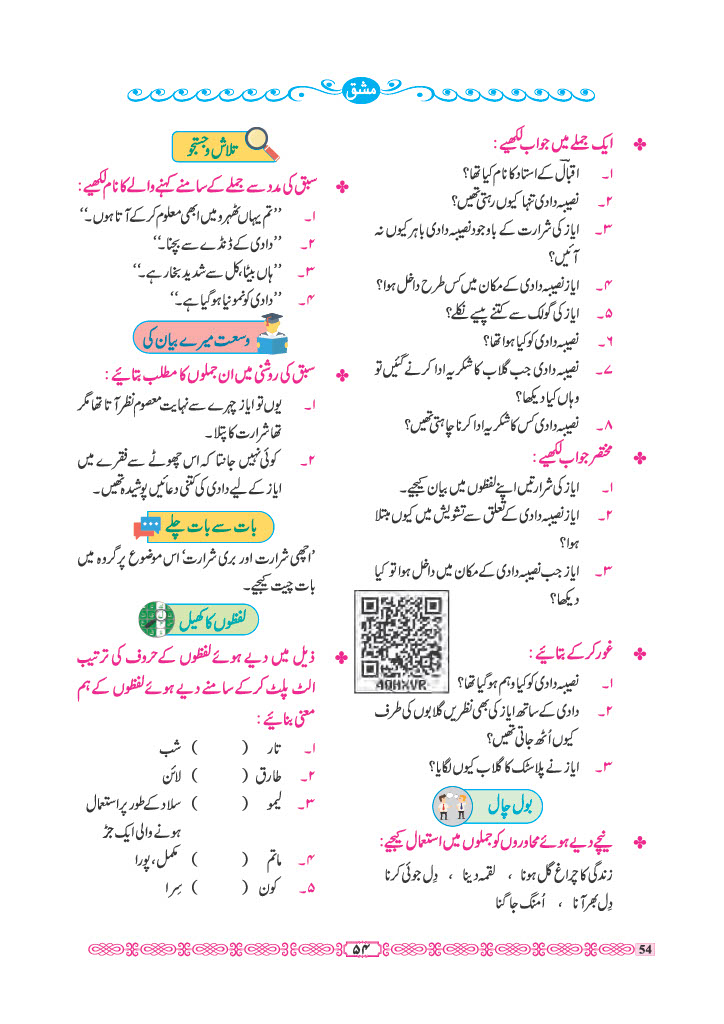 مشق
ایک جملے میں جواب لکھیے :
۱۔ اقبالؔ کے استاد کا نام کیا تھا؟
۲۔ نصیبہ دادی تنہا کیوں رہتی تھیں؟
۳۔ ایاز کی شرارت کے باوجود نصیبہ دادی باہر کیوں نہ
آئیں؟
۴۔ ایاز نصیبہ دادی کے مکان میں کس طرح داخل ہوا؟
۵۔ ایاز کی گولک سے کتنے پیسے نکلے؟
۶۔ نصیبہ دادی کو کیا ہوا تھا؟
۷۔ نصیبہ دادی جب گلاب کا شکریہ ادا کرنے گئیں تو
وہاں کیا دیکھا؟
۸۔ نصیبہ دادی کس کا شکریہ ادا کرنا چاہتی تھیں؟
مختصر جواب لکھیے :
۱۔ ایاز کی شرارتیں اپنے لفظوں میں بیان کیجیے۔
۲۔ ایاز نصیبہ دادی کے تعلق سے تشویش میں کیوں مبتلا
ہوا؟
۳۔ ایاز جب نصیبہ دادی کے مکان میں داخل ہوا تو کیا
دیکھا؟
4QHXVR
غور کر کے بتائیے :
۱۔ نصیبہ دادی کو کیا وہم ہو گیا تھا؟
۲۔ دادی کے ساتھ ایاز کی بھی نظریں گلابوں کی طرف
کیوں اُٹھ جاتی تھیں؟
۳۔ ایاز نے پلاسٹک کا گلاب کیوں لگایا؟
بول چال
نیچے دیے ہوئے محاوروں کو جملوں میں استعمال کیجیے :
زندگی کا چراغ گل ہونا ، لقمہ دینا ، دِل جوئی کرنا
دِل بھر آنا ، اُمنگ جاگنا
تلاش و جستجو
سبق کی مدد سے جملے کے سامنے کہنے والے کا نام لکھیے :
۱۔ ’’تم یہاں ٹھہرو میں ابھی معلوم کر کے آتا ہوں۔‘‘
۲۔ ’’دادی کے ڈنڈے سے بچنا۔‘‘
۳۔ ’’ہاں بیٹا، کل سے شدید بخار ہے۔‘‘
۴۔ ’’دادی کو نمونیا ہو گیا ہے۔‘‘
وسعت میرے بیان کی
سبق کی روشنی میں ان جملوں کا مطلب بتائیے :
۱۔ یوں تو ایاز چہرے سے نہایت معصوم نظر آتا تھا مگر
تھا شرارت کا پتلا۔
۲۔ کوئی نہیں جانتا کہ اس چھوٹے سے فقرے میں
ایاز کے لیے دادی کی کتنی دعائیں پوشیدہ تھیں۔
بات سے بات چلے
’اچھی شرارت اور بری شرارت‘ اس موضوع پر گروہ میں
بات چیت کیجیے۔
لفظوں کا کھیل
ذیل میں دیے ہوئے لفظوں کے حروف کی ترتیب
الٹ پلٹ کر کے سامنے دیے ہوئے لفظوں کے ہم
معنی بنائیے :
۱۔ تار ( ) شب
۲۔ طارق ( ) لائن
۳۔ لیمو ( ) سلاد کے طور پر استعمال
ہونے والی ایک جڑ
۴۔ ماتم ( ) مکمل، پورا
۵۔ کون ( ) سِرا
۵۴
54